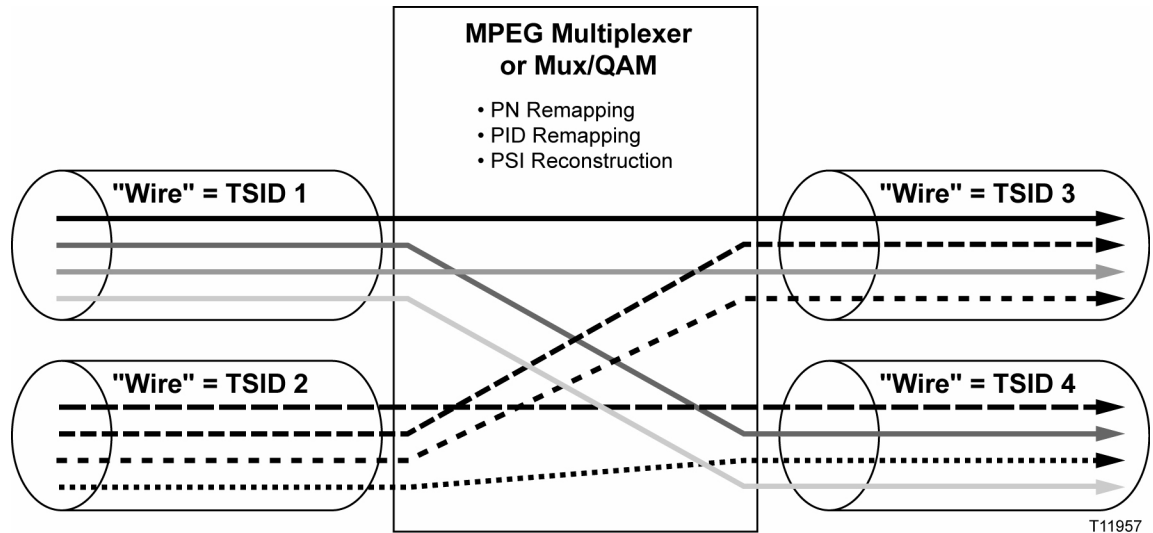 MPEG Multiplexer
or Mux/QAM
• PN Remapping
• PID Remapping
• PSI Reconstruction
"Wire" = TSID 1
"Wire" = TSID 3
"Wire" = TSID 2
"Wire" = TSID 4
T11957